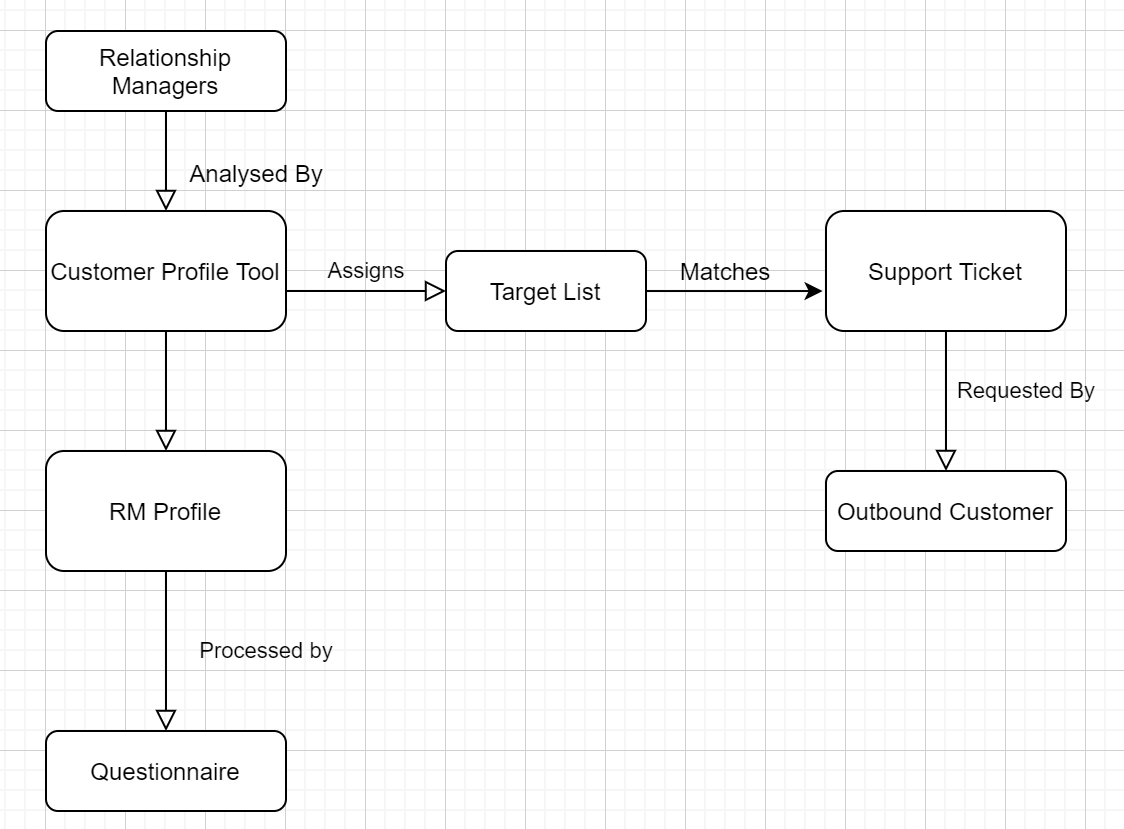 Relationship
Managers
Analysed By
Customer Profile Tool
Assigns
Target List
Matches
Support Ticket
Requested By
RM Profile
Outbound Customer
Processed by
Questionnaire